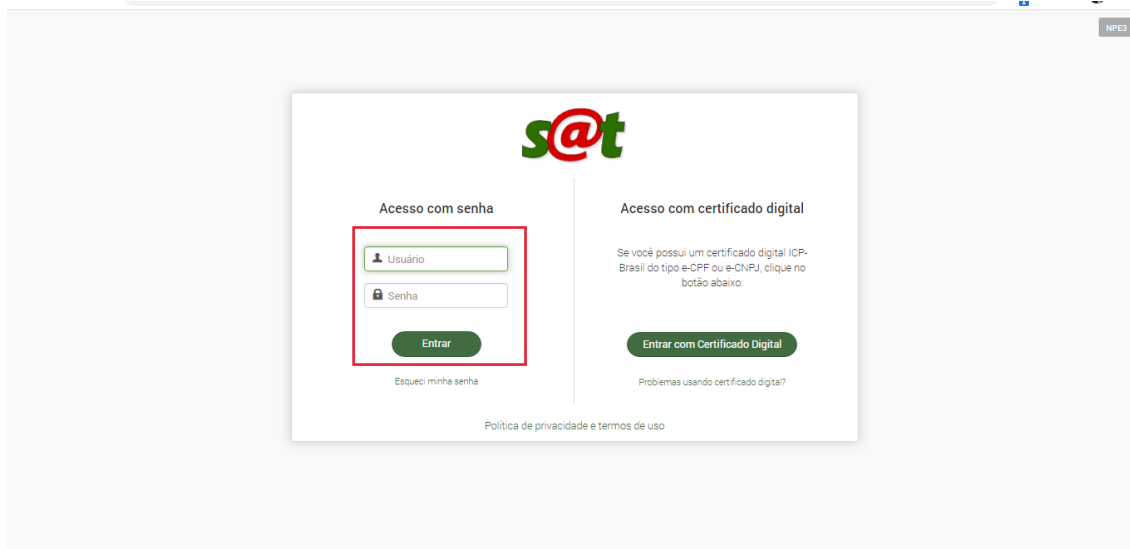 NPE3
s@t
Acesso com senha
Usuário
Senha
Entrar
Esqueci minha senha
Acesso com certificado digital
Se você possui um certificado digital ICP-
Brasil do tipo e-CPF ou e-CNPJ, clique no
botão abaixo:
Entrar com Certificado Digital
Problemas usando certificado digital?
Política de privacidade e termos de uso